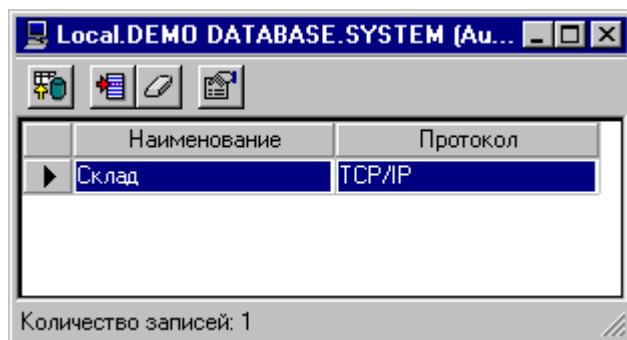 Local.DEMO DATABASE.SYSTEM (Au...
Наименование Протокол
Склад TCP/IP
Количество записей: 1